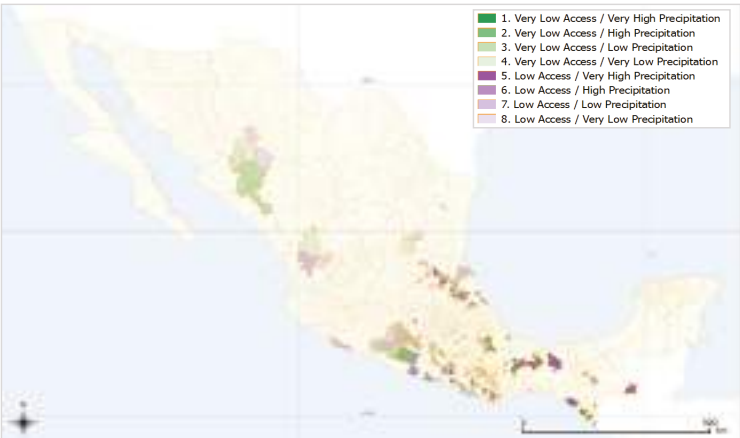 1. Very Low Access / Very High Precipitation
2. Very Low Access / High Precipitation
3. Very Low Access / Low Precipitation
4. Very Low Access / Very Low Precipitation
5. Low Access / Very High Precipitation
6. Low Access / High Precipitation
7. Low Access / Low Precipitation
8. Low Access / Very Low Precipitation